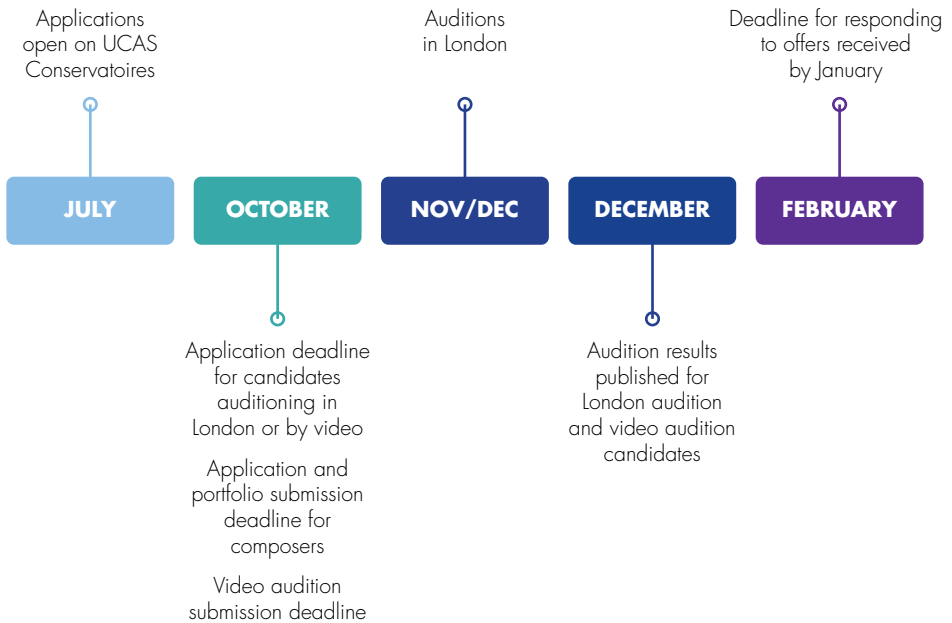 Applications
open on UCAS
Conservatoires
Auditions
in London
Deadline for responding
to offers received
by January
JULY
OCTOBER
NOV/DEC
DECEMBER
FEBRUARY
Application deadline
for candidates
auditioning in
London or by video
Application and
portfolio submission
deadline for
composers
Video audition
submission deadline
Audition results
published for
London audition
and video audition
candidates